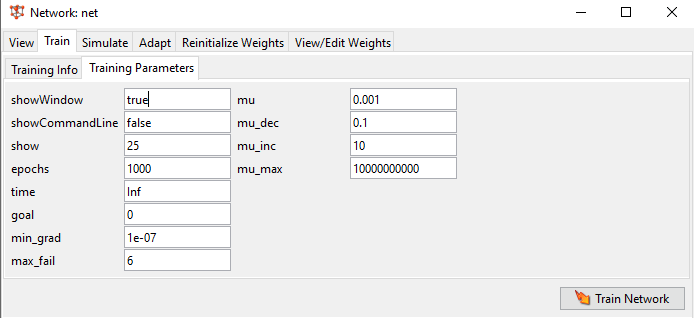 Network: net
View Train Simulate Adapt Reinitialize Weights View/Edit Weights
Training Info Training Parameters
showWindow true mu 0.001
showCommandLine false mu_dec 0.1
show 25 mu_inc 10
epochs 1000 mu_max 10000000000
time Inf
goal 0
min_grad 1e-07
max_fail 6
Train Network